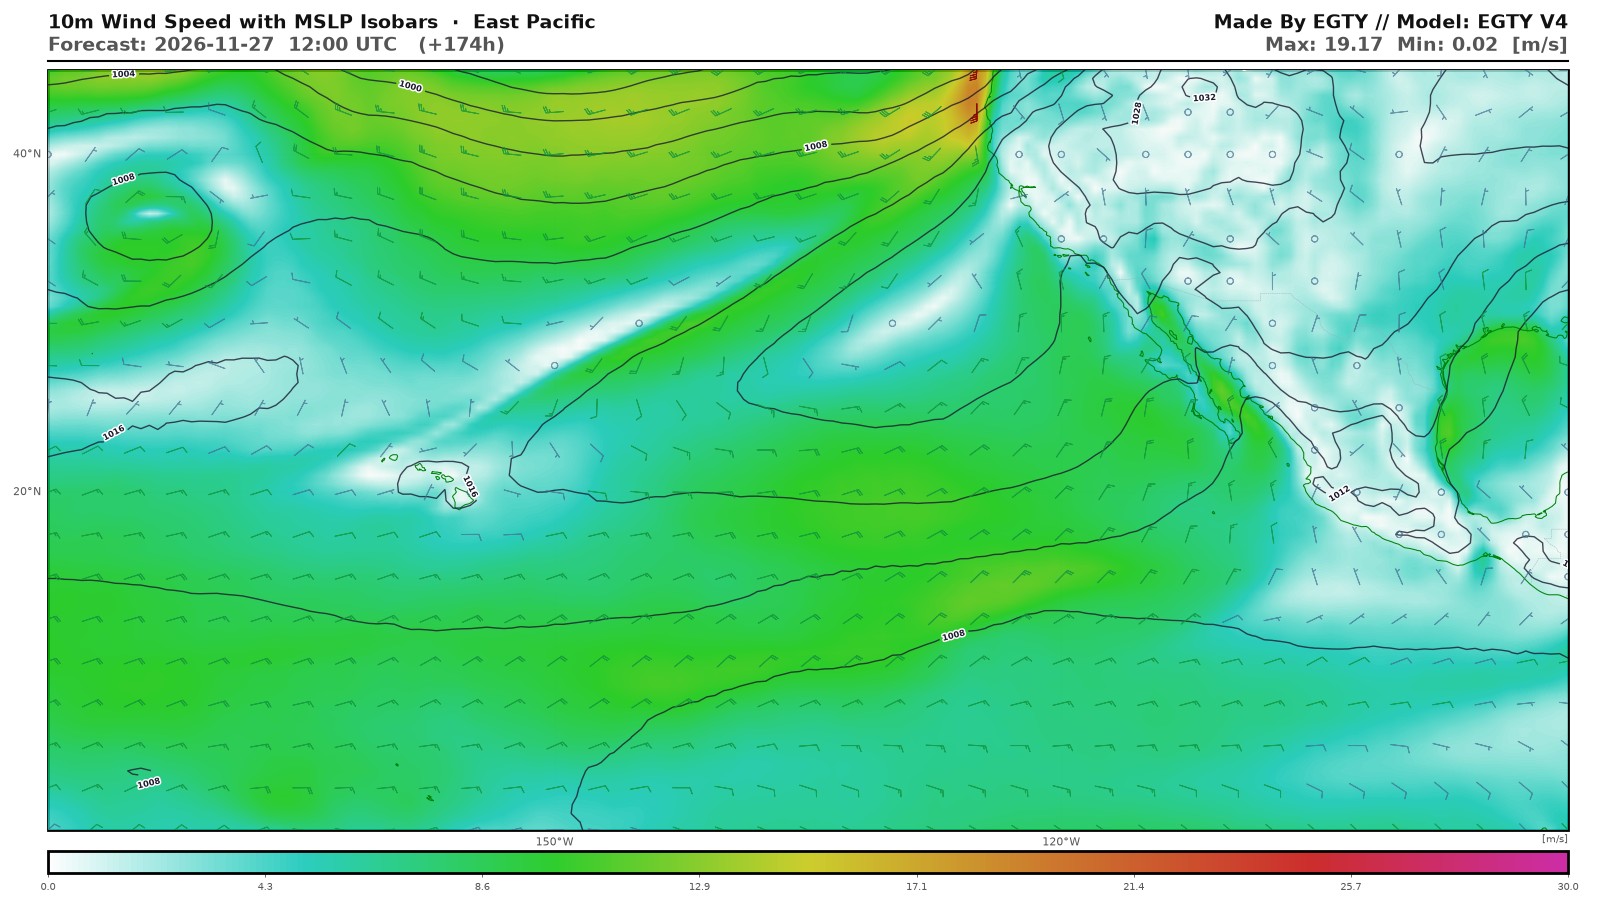 10m Wind Speed with MSLP Isobars · East Pacific
Made By EGTY // Model: EGTY V4
Forecast: 2026-11-27 12:00 UTC (+174h)
Max: 19.17 Min: 0.02 [m/s]
1004
1000
1032
1028
1008
40°N
1008
1016
20°N
1016
1012
1008
1008
150°W
120°W
[m/s]
0.0
4.3
8.6
12.9
17.1
21.4
25.7
30.0